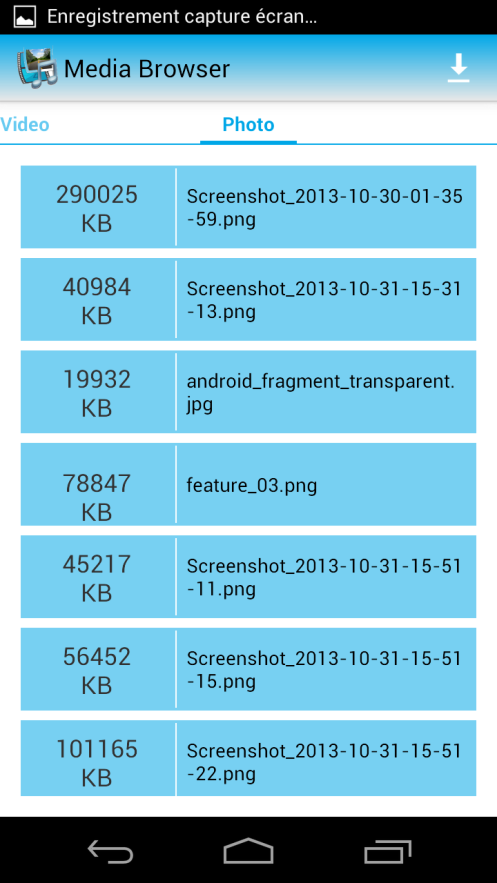 Enregistrement capture écran...
Media Browser
Video
Photo
290025
KB
Screenshot_2013-10-30-01-35
-59.png
40984
KB
Screenshot_2013-10-31-15-31
-13.png
19932
KB
android_fragment_transparent.
jpg
78847
KB
feature_03.png
45217
KB
Screenshot_2013-10-31-15-51
-11.png
56452
KB
Screenshot_2013-10-31-15-51
-15.png
101165
KB
Screenshot_2013-10-31-15-51
-22.png